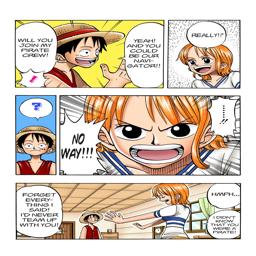 WILL YOU
JOIN MY
PIRATE
CREW!
YEAH!
AND YOU
COULD
BE OUR
NAVI-
GATOR!!
REALLY!?
!
?
NO
WAY!!!
......!!
FORGET
EVERY-
THING I
SAID!
I'D NEVER
TEAM UP
WITH YOU!
HMPH...
I DIDN'T
KNOW THAT
YOU WERE A
PIRATE!